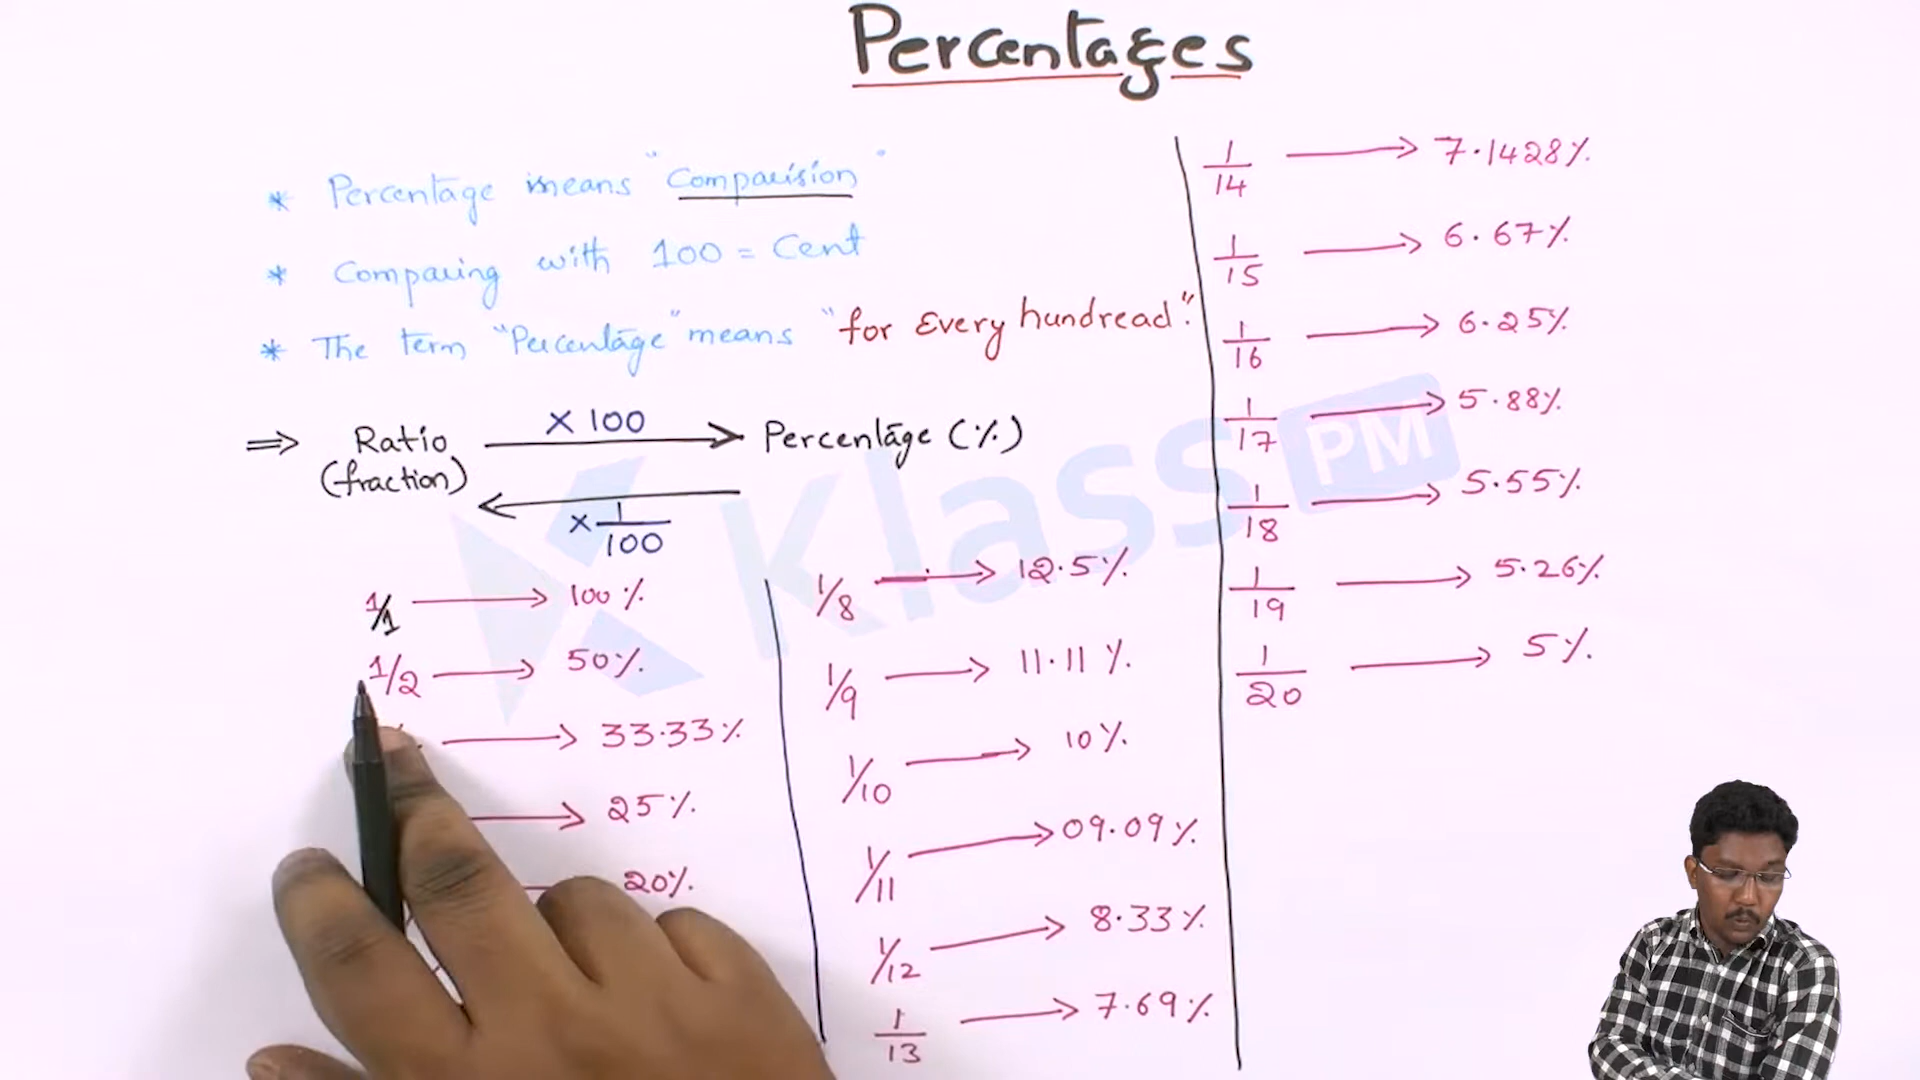 Percentages
* Percentage means "Comparision"
* Comparing with 100 = Cent
* The term "Percentage" means "for Every hundread".
⇒ Ratio (fraction) × 100 → Percentage (%)
← × 1/100
1/1 → 100%
1/2 → 50%
→ 33.33%
→ 25%
20%
1/8 → 12.5%
1/9 → 11.11 %
1/10 → 10%
1/11 → 09.09%
1/12 → 8.33%
1/13 → 7.69%
1/14 → 7.1428%
1/15 → 6.67%
1/16 → 6.25%
1/17 → 5.88%
1/18 → 5.55%
1/19 → 5.26%
1/20 → 5%
Klass PM